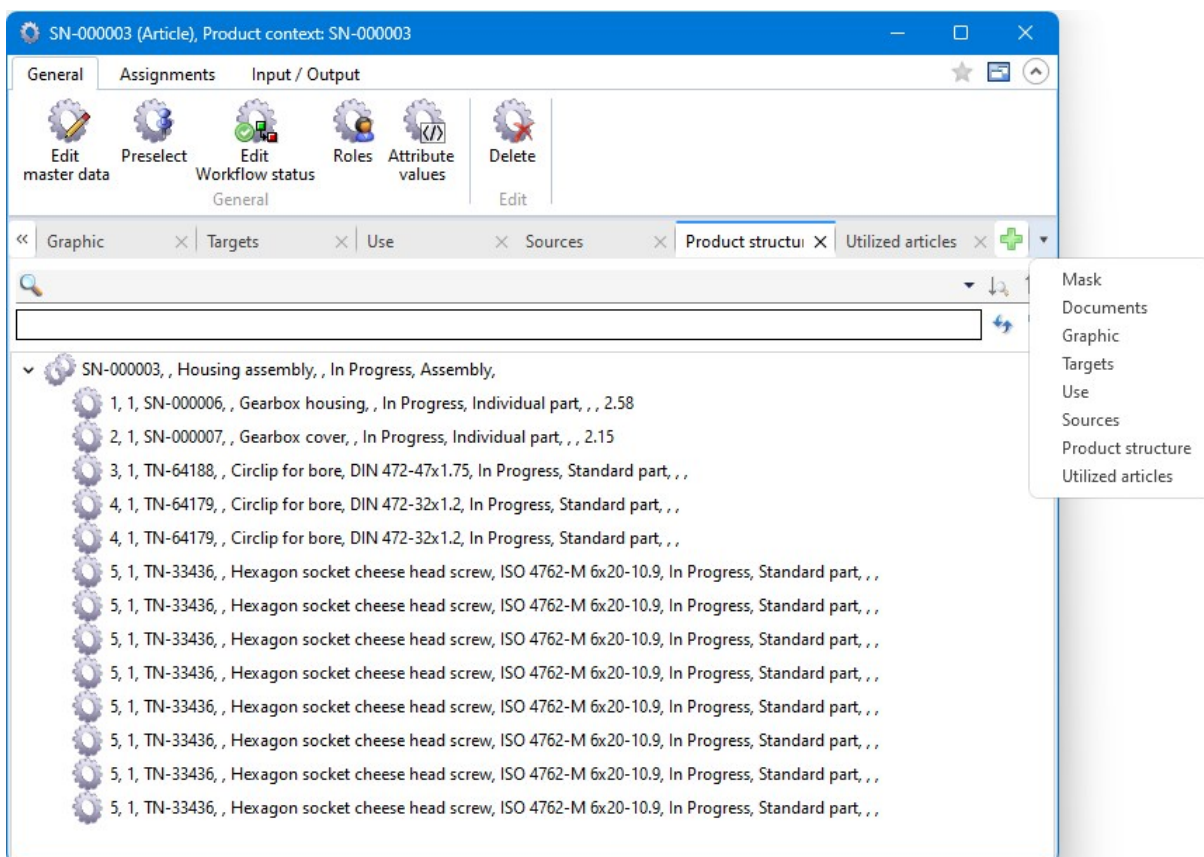 SN-000003 (Article), Product context: SN-000003
General Assignments Input / Output
Edit master data
Preselect
Edit Workflow status
Roles
Attribute values
Delete
General
Edit
Graphic Targets Use Sources Product structu Utilized articles
Mask
Documents
Graphic
Targets
Use
Sources
Product structure
Utilized articles
SN-000003, , Housing assembly, , In Progress, Assembly,
1, 1, SN-000006, , Gearbox housing, , In Progress, Individual part, , , 2.58
2, 1, SN-000007, , Gearbox cover, , In Progress, Individual part, , , 2.15
3, 1, TN-64188, , Circlip for bore, DIN 472-47x1.75, In Progress, Standard part, , ,
4, 1, TN-64179, , Circlip for bore, DIN 472-32x1.2, In Progress, Standard part, , ,
4, 1, TN-64179, , Circlip for bore, DIN 472-32x1.2, In Progress, Standard part, , ,
5, 1, TN-33436, , Hexagon socket cheese head screw, ISO 4762-M 6x20-10.9, In Progress, Standard part, , ,
5, 1, TN-33436, , Hexagon socket cheese head screw, ISO 4762-M 6x20-10.9, In Progress, Standard part, , ,
5, 1, TN-33436, , Hexagon socket cheese head screw, ISO 4762-M 6x20-10.9, In Progress, Standard part, , ,
5, 1, TN-33436, , Hexagon socket cheese head screw, ISO 4762-M 6x20-10.9, In Progress, Standard part, , ,
5, 1, TN-33436, , Hexagon socket cheese head screw, ISO 4762-M 6x20-10.9, In Progress, Standard part, , ,
5, 1, TN-33436, , Hexagon socket cheese head screw, ISO 4762-M 6x20-10.9, In Progress, Standard part, , ,
5, 1, TN-33436, , Hexagon socket cheese head screw, ISO 4762-M 6x20-10.9, In Progress, Standard part, , ,
5, 1, TN-33436, , Hexagon socket cheese head screw, ISO 4762-M 6x20-10.9, In Progress, Standard part, , ,